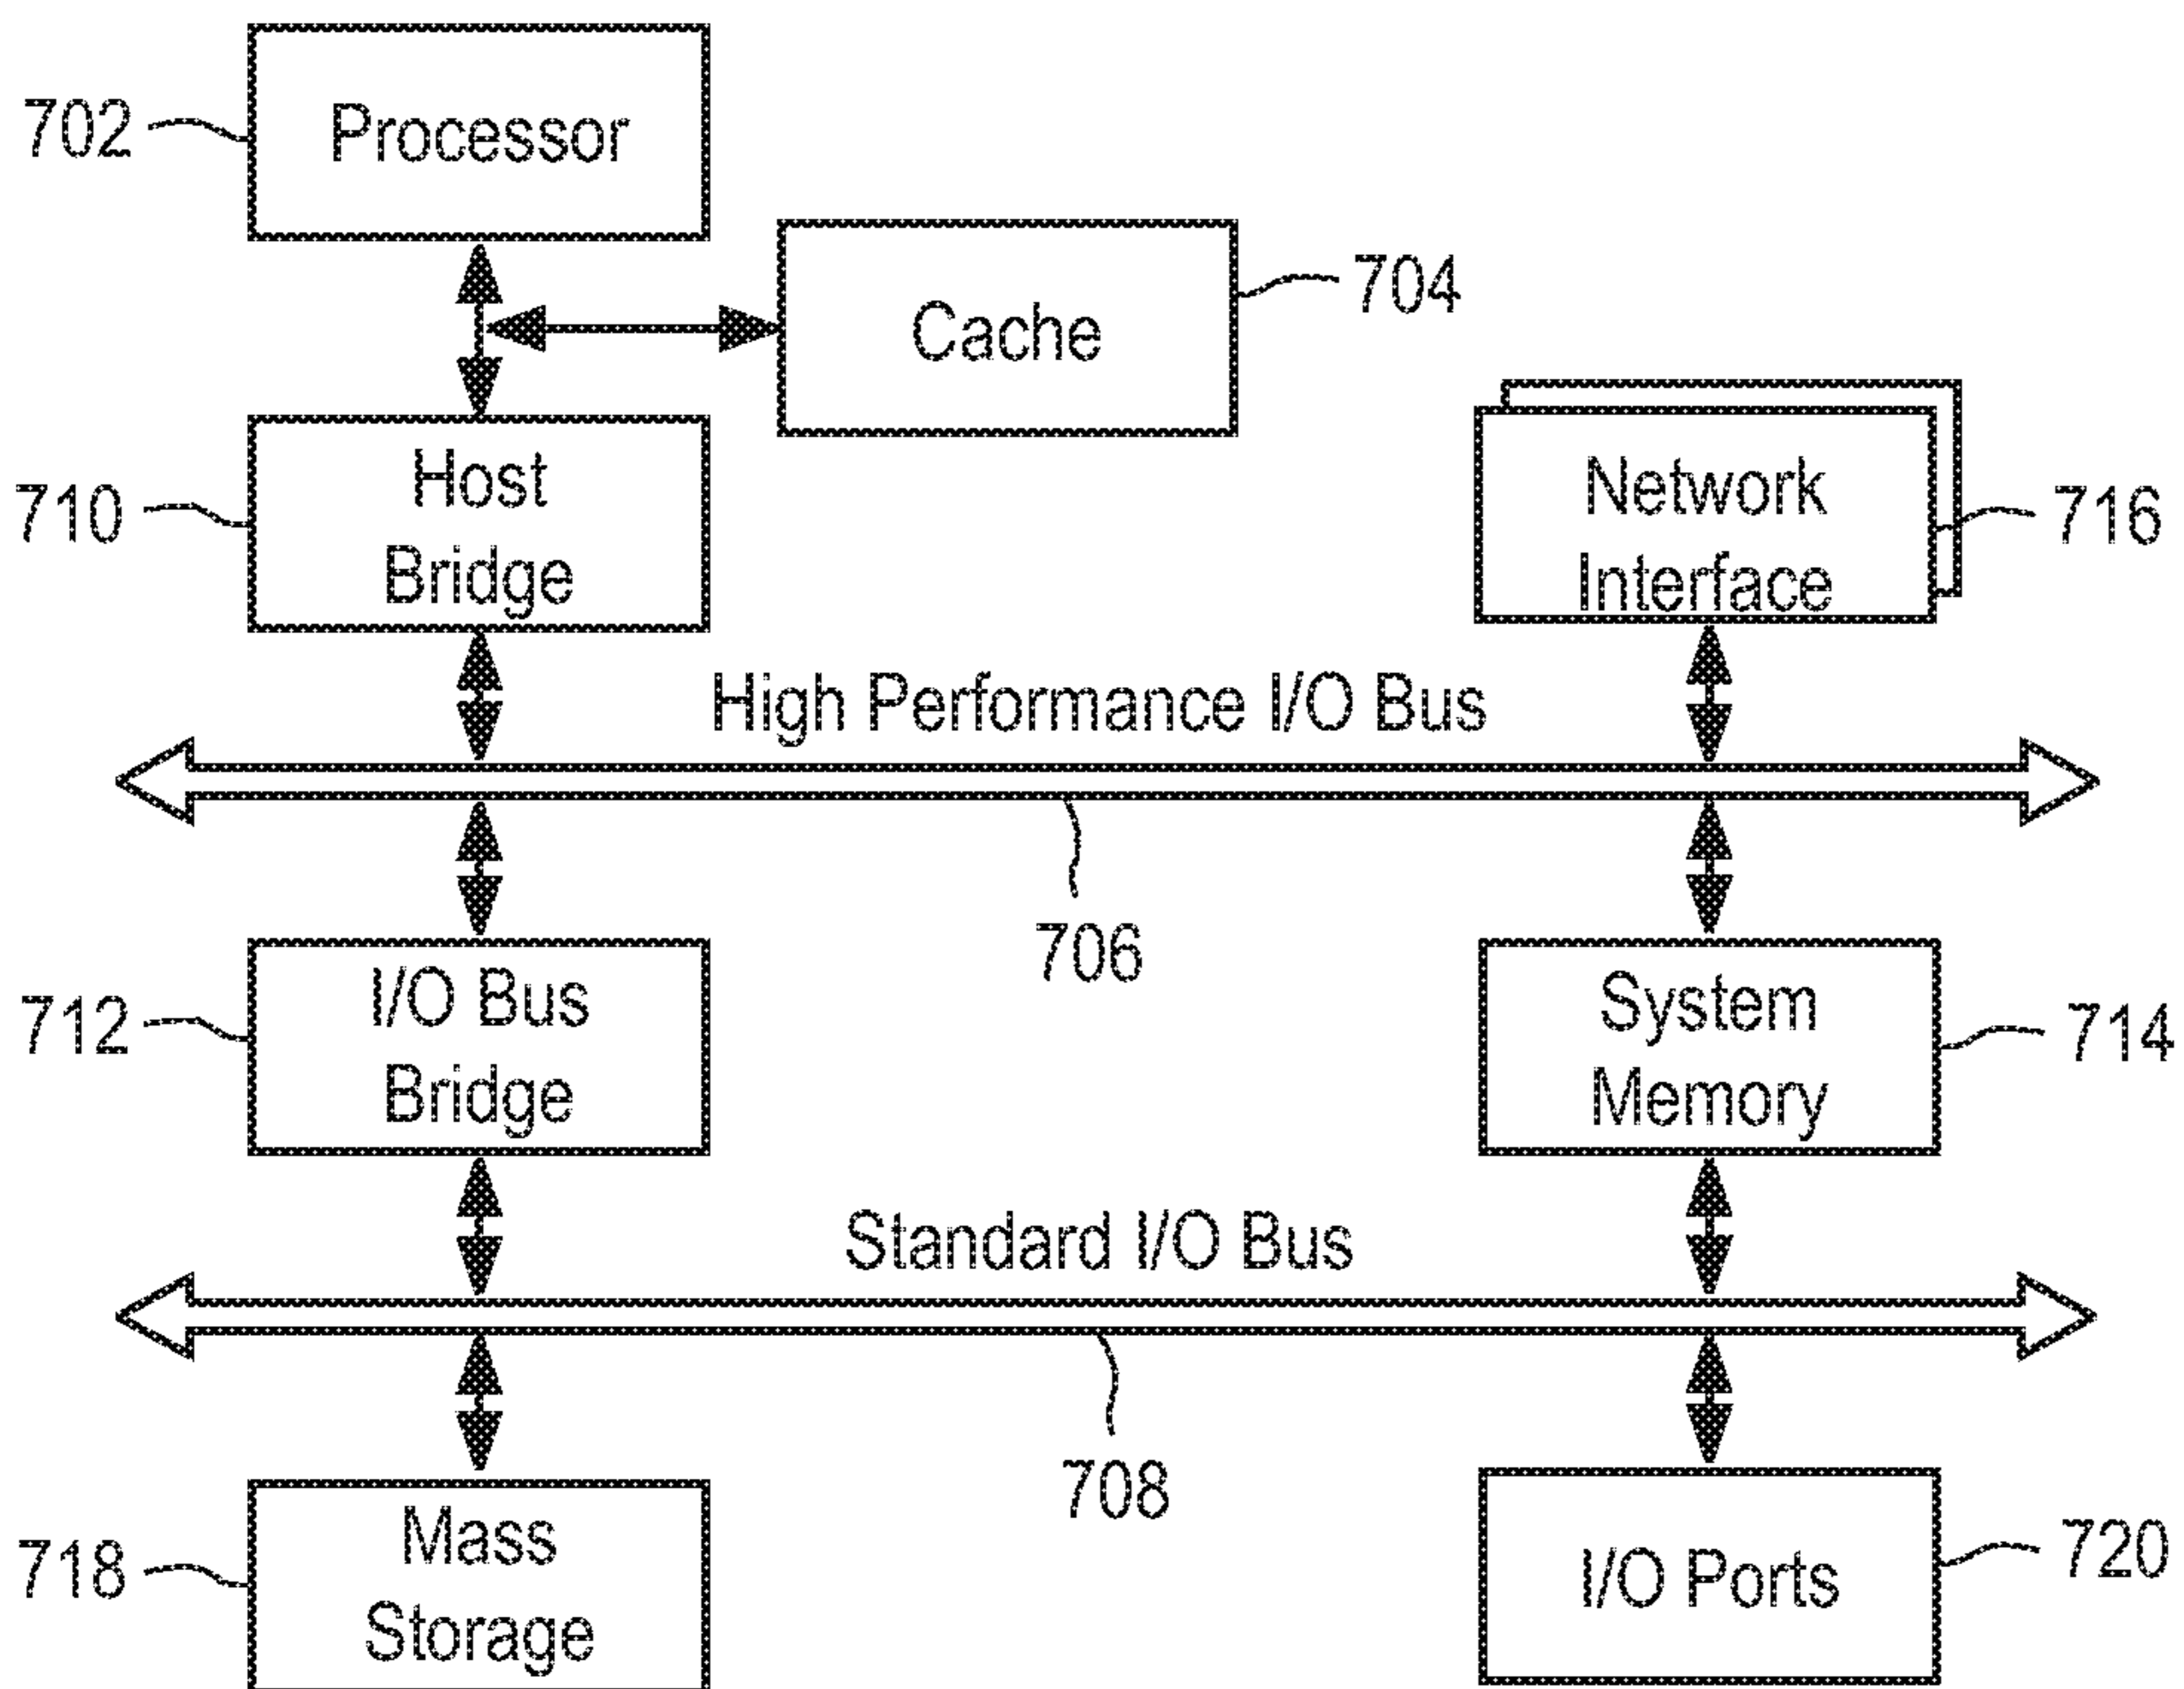 702
Processor
704
Cache
710
Host
Bridge
Network
Interface
716
High Performance I/O Bus
706
712
I/O Bus
Bridge
System
Memory
714
Standard I/O Bus
708
718
Mass
Storage
I/O Ports
720